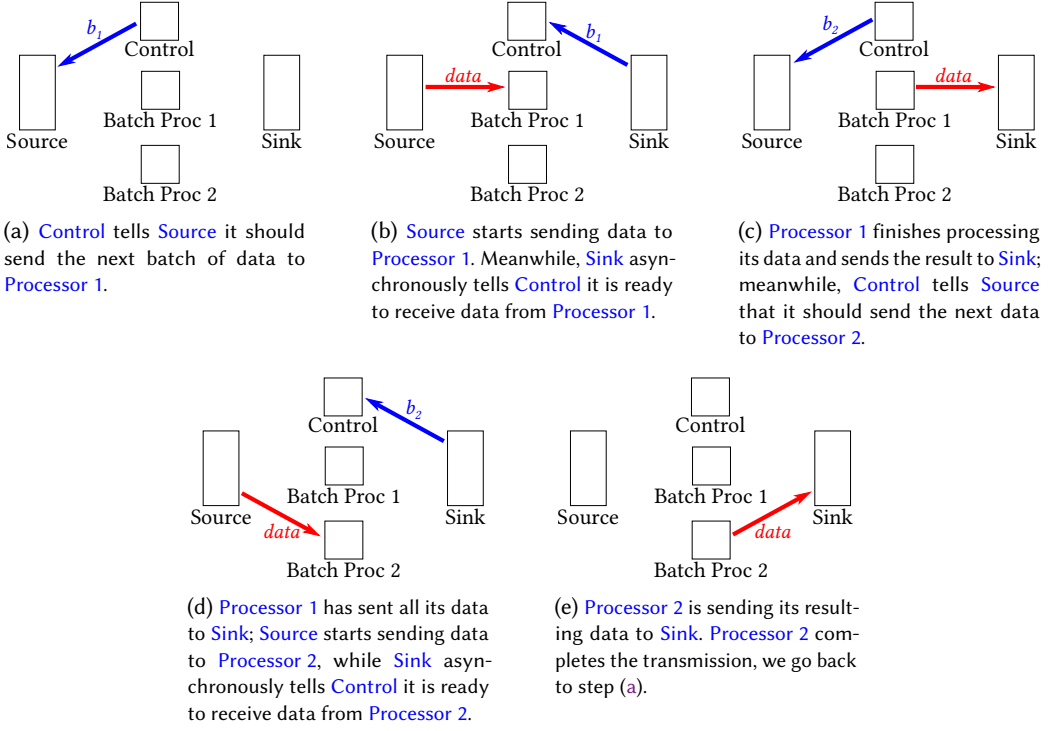 b1
Control
Source
Batch Proc 1
Sink
Batch Proc 2
(a) Control tells Source it should
send the next batch of data to
Processor 1.
b1
Control
data
Source
Batch Proc 1
Sink
Batch Proc 2
(b) Source starts sending data to
Processor 1. Meanwhile, Sink asyn-
chronously tells Control it is ready
to receive data from Processor 1.
b2
Control
data
Source
Batch Proc 1
Sink
Batch Proc 2
(c) Processor 1 finishes processing
its data and sends the result to Sink;
meanwhile, Control tells Source
that it should send the next data
to Processor 2.
b2
Control
Batch Proc 1
Source
Sink
data
Batch Proc 2
(d) Processor 1 has sent all its data
to Sink; Source starts sending data
to Processor 2, while Sink asyn-
chronously tells Control it is ready
to receive data from Processor 2.
Control
Batch Proc 1
Source
Sink
data
Batch Proc 2
(e) Processor 2 is sending its result-
ing data to Sink. Processor 2 com-
pletes the transmission, we go back
to step (a).